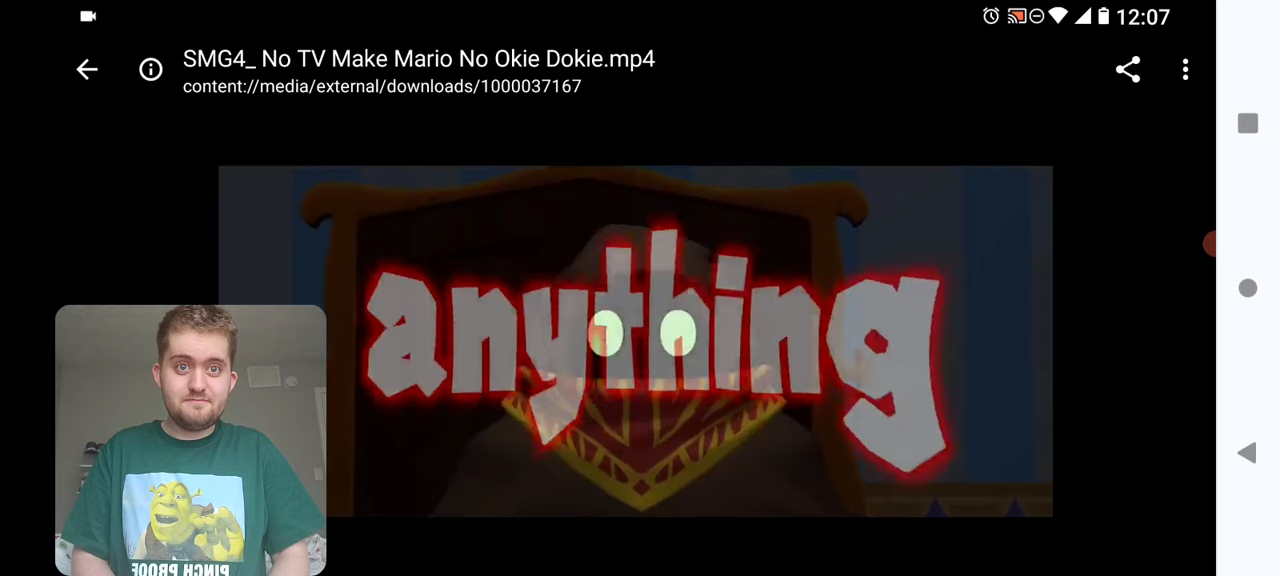 12:07
SMG4_ No TV Make Mario No Okie Dokie.mp4
content://media/external/downloads/1000037167
anything
PINCH PROOF